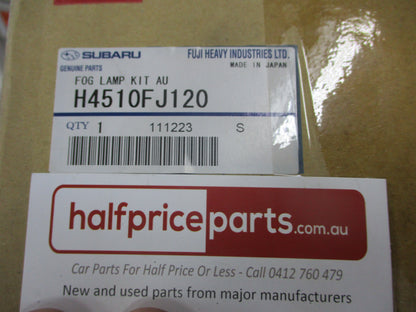 SUBARU FUJI HEAVY INDUSTRIES LTD.
GENUINE PARTS MADE IN JAPAN
FOG LAMP KIT AU
H4510FJ120
QTY 1 111223 S
halfpriceparts.com.au
Car Parts For Half Price Or Less - Call 0412 760 479
New and used parts from major manufacturers